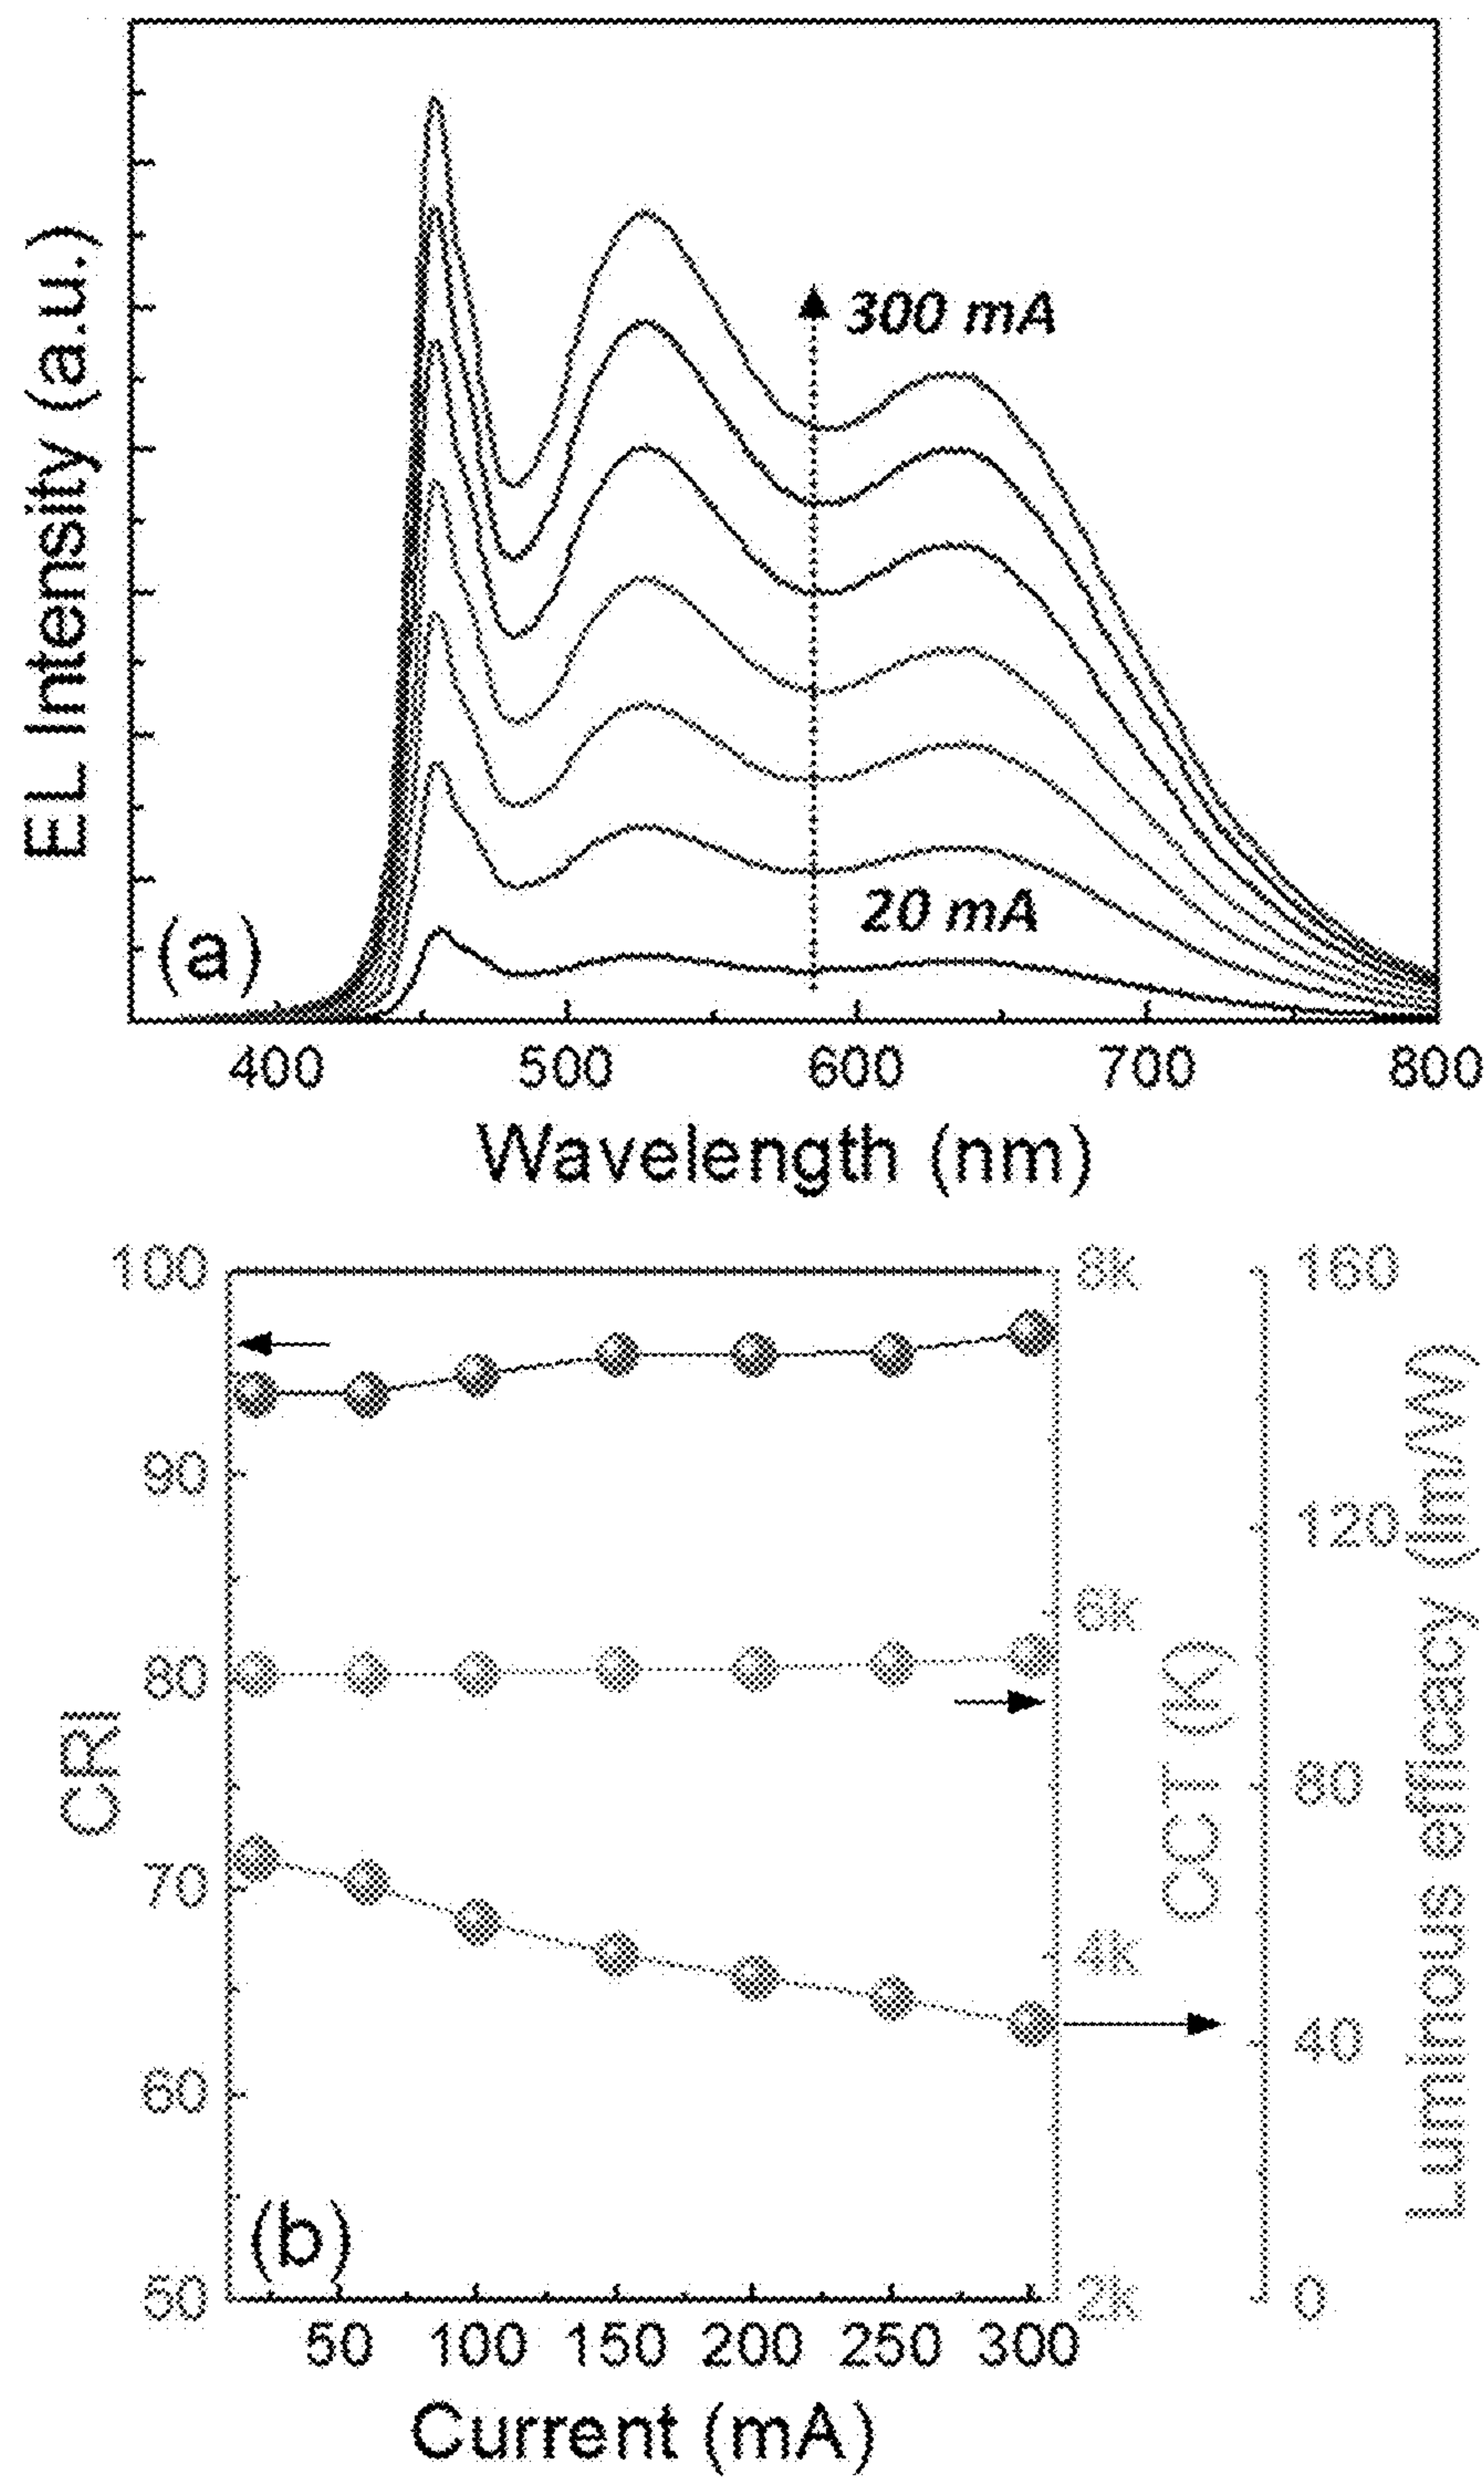 EL Intensity (a.u.)
300 mA
20 mA
(a)
400 500 600 700 800
Wavelength (nm)
100 8k 160
90
120
6k
80
80
70
4k
40
60
50 2k 0
CRI
CCT (K)
Luminous efficacy (lm/W)
(b)
50 100 150 200 250 300
Current (mA)